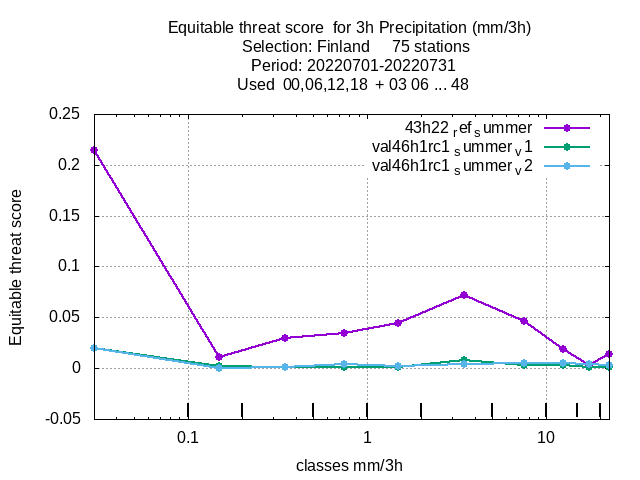 Equitable threat score for 3h Precipitation (mm/3h)
Selection: Finland 75 stations
Period: 20220701-20220731
Used 00,06,12,18 + 03 06 ... 48
43h22 ref summer
val46h1rc1 summer v1
val46h1rc1 summer v2
0.25
0.2
0.15
0.1
0.05
0
-0.05
Equitable threat score
0.1 1 10
classes mm/3h